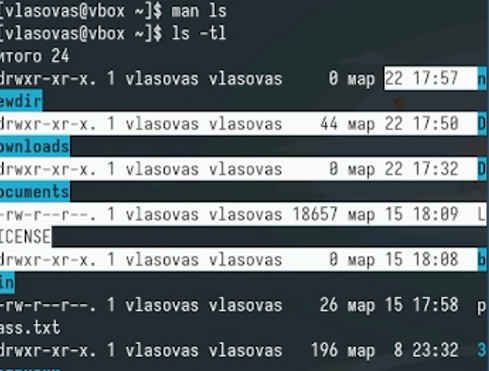 [vlasovas@vbox ~]$ man ls
[vlasovas@vbox ~]$ ls -tl
итого 24
drwxr-xr-x. 1 vlasovas vlasovas     0 мар 22 17:57 n
ewdir
drwxr-xr-x. 1 vlasovas vlasovas    44 мар 22 17:50 D
ownloads
drwxr-xr-x. 1 vlasovas vlasovas     0 мар 22 17:32 D
ocuments
-rw-r--r--. 1 vlasovas vlasovas 18657 мар 15 18:09 L
ICENSE
drwxr-xr-x. 1 vlasovas vlasovas     0 мар 15 18:08 b
in
-rw-r--r--. 1 vlasovas vlasovas    26 мар 15 17:58 p
ass.txt
drwxr-xr-x. 1 vlasovas vlasovas   196 мар  8 23:32 З